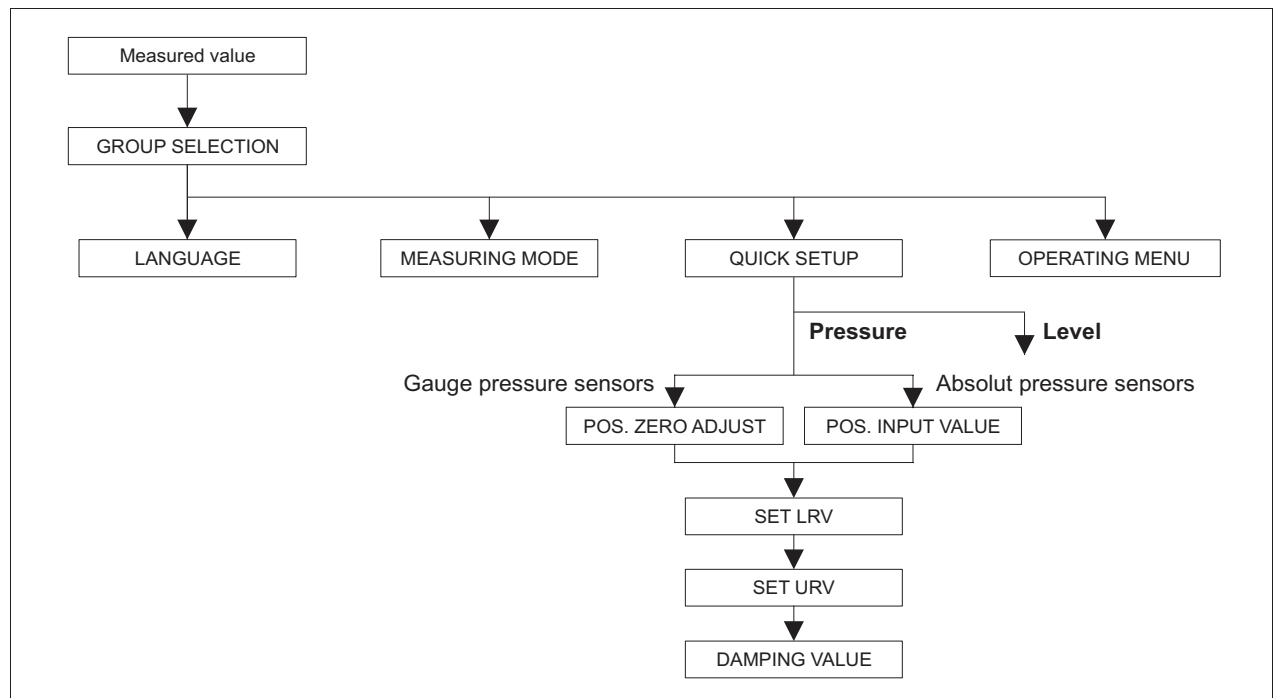 Measured value
GROUP SELECTION
LANGUAGE
MEASURING MODE
QUICK SETUP
OPERATING MENU
Pressure
Level
Gauge pressure sensors
Absolut pressure sensors
POS. ZERO ADJUST
POS. INPUT VALUE
SET LRV
SET URV
DAMPING VALUE